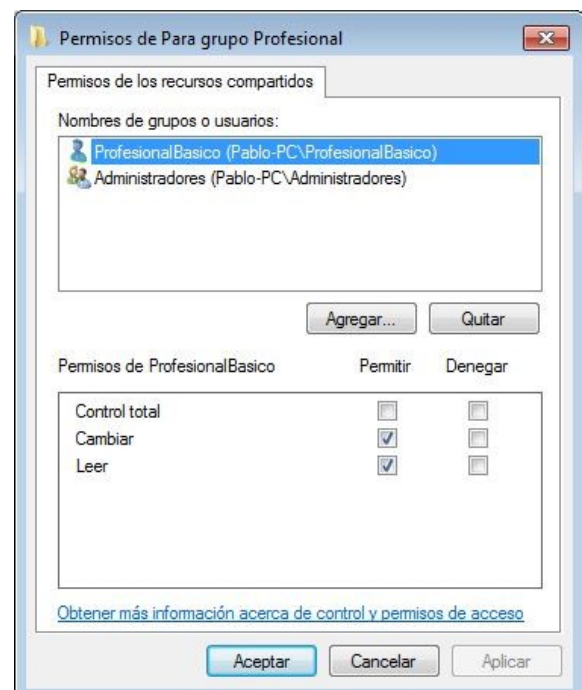 Permisos de Para grupo Profesional
Permisos de los recursos compartidos
Nombres de grupos o usuarios:
ProfesionalBasico (Pablo-PC\ProfesionalBasico)
Administradores (Pablo-PC\Administradores)
Agregar... Quitar
Permisos de ProfesionalBasico Permitir Denegar
Control total
Cambiar
Leer
Obtener más información acerca de control y permisos de acceso
Aceptar Cancelar Aplicar